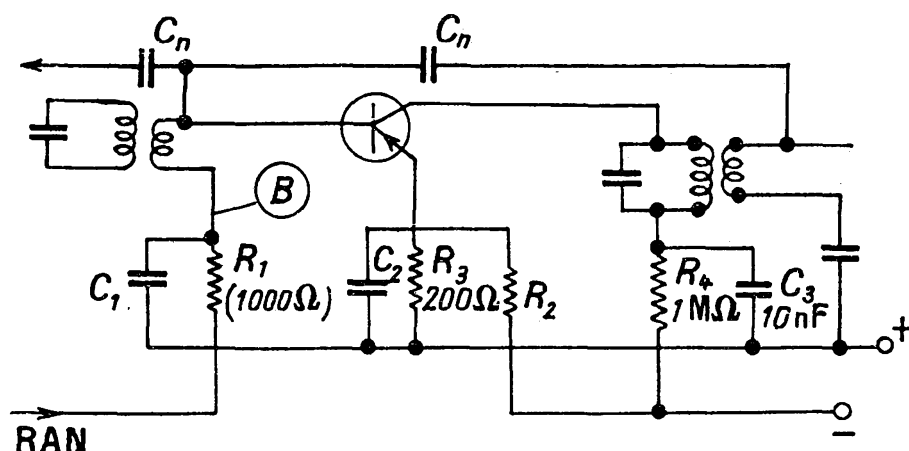 Cn
Cn
B
C1
R1
(1000Ω)
C2
R3
200Ω
R2
R4
1MΩ
C3
10nF
+
−
RAN